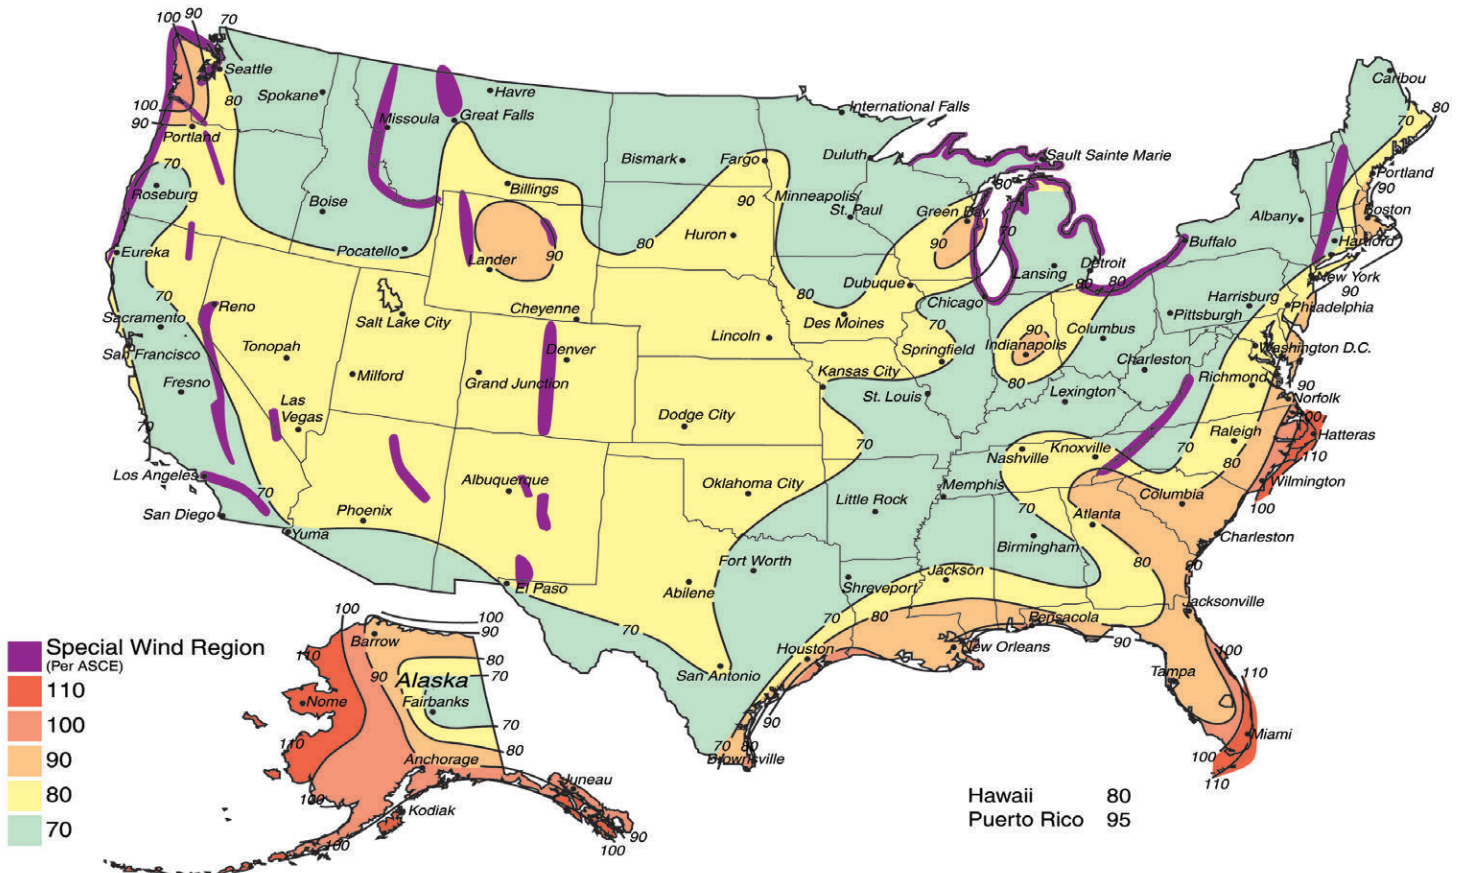 100 90 70
Seattle
Spokane
Havre
Caribou
80
100
90
Portland
Missoula
Great Falls
International Falls
70
80
Bismarck
Fargo
Duluth
Sault Sainte Marie
70
Roseburg
Billings
Minneapolis
St. Paul
80
Portland
90
Boston
Boise
90
Green Bay
Albany
Huron
80
90
70
Hartford
Buffalo
Eureka
Pocatello
Lander
90
Lansing
Detroit
New York
90
Dubuque
80
80
70
Reno
Salt Lake City
Cheyenne
Chicago
Harrisburg
Philadelphia
Pittsburgh
Sacramento
Des Moines
70
90
Columbus
San Francisco
Tonopah
Denver
Lincoln
Springfield
Indianapolis
Washington D.C.
Fresno
Milford
Grand Junction
Kansas City
80
Charleston
Richmond
90
Norfolk
Las
Vegas
St. Louis
Lexington
100
70
Dodge City
70
Raleigh
Hatteras
Nashville
Knoxville
70
80
110
Los Angeles
70
Albuquerque
Oklahoma City
Little Rock
Memphis
Columbia
Wilmington
100
San Diego
Phoenix
70
Atlanta
Yuma
Birmingham
Charleston
Fort Worth
80
90
El Paso
Abilene
Shreveport
Jackson
Jacksonville
70
70
80
Pensacola
90
Houston
New Orleans
100
110
San Antonio
Tampa
90
Miami
70 80
Brownsville
100
110
Special Wind Region
(Per ASCE)
110
100
90
80
70
100
100
90
Barrow
110
80
70
90
Alaska
Fairbanks
Nome
70
110
80
Anchorage
100
Juneau
Kodiak
90
100
100
Hawaii 80
Puerto Rico 95